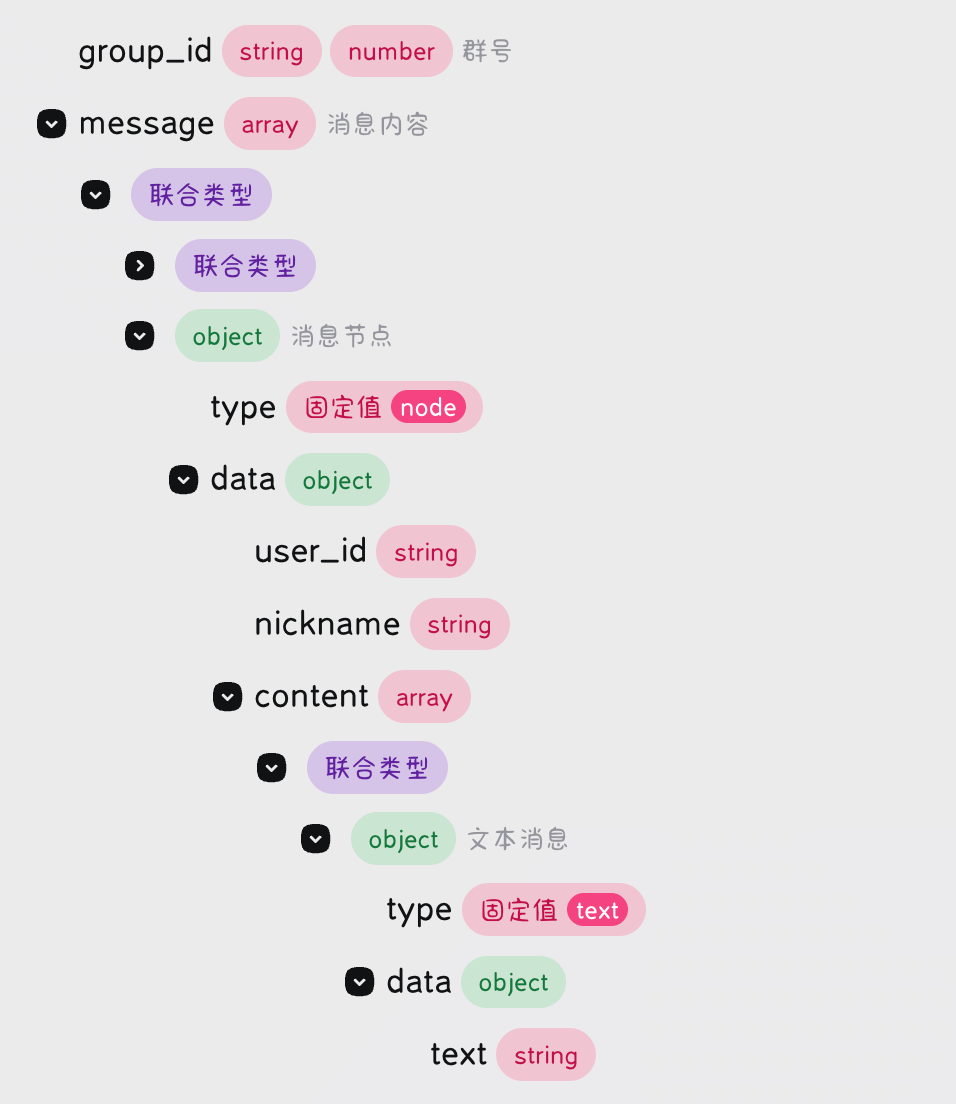 group_id string number 群号
message array 消息内容
联合类型
联合类型
object 消息节点
type 固定值 node
data object
user_id string
nickname string
content array
联合类型
object 文本消息
type 固定值 text
data object
text string